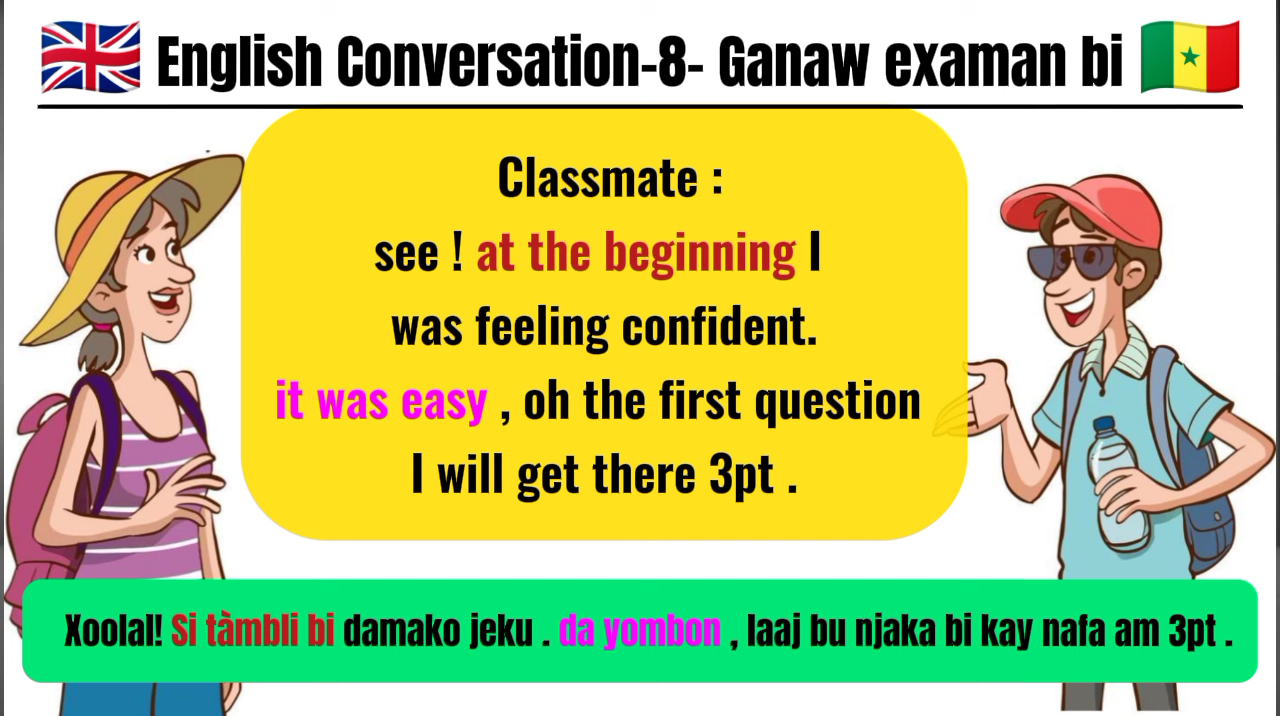 English Conversation-8- Ganaw examan bi
Classmate :
see ! at the beginning I
was feeling confident.
it was easy , oh the first question
I will get there 3pt .
Xoolal! Si tàmbli bi damako jeku . da yombon , laaj bu njaka bi kay nafa am 3pt .